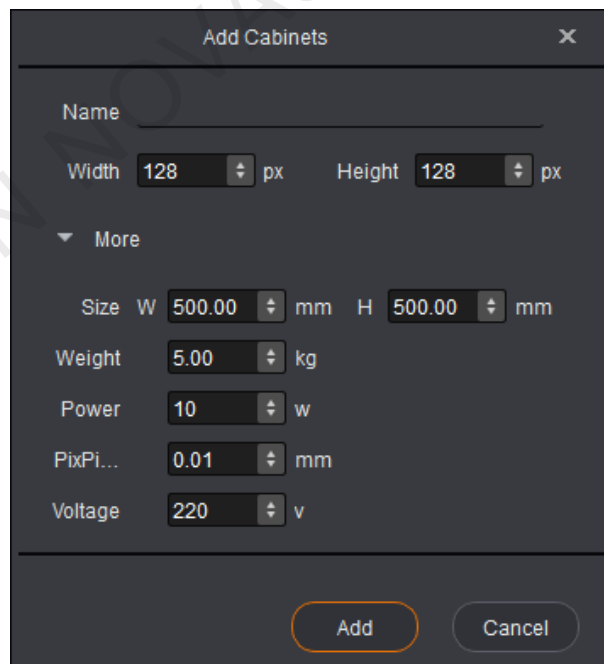 Add Cabinets ×
Name
Width 128 px Height 128 px
More
Size W 500.00 mm H 500.00 mm
Weight 5.00 kg
Power 10 w
PixPi... 0.01 mm
Voltage 220 v
Add Cancel